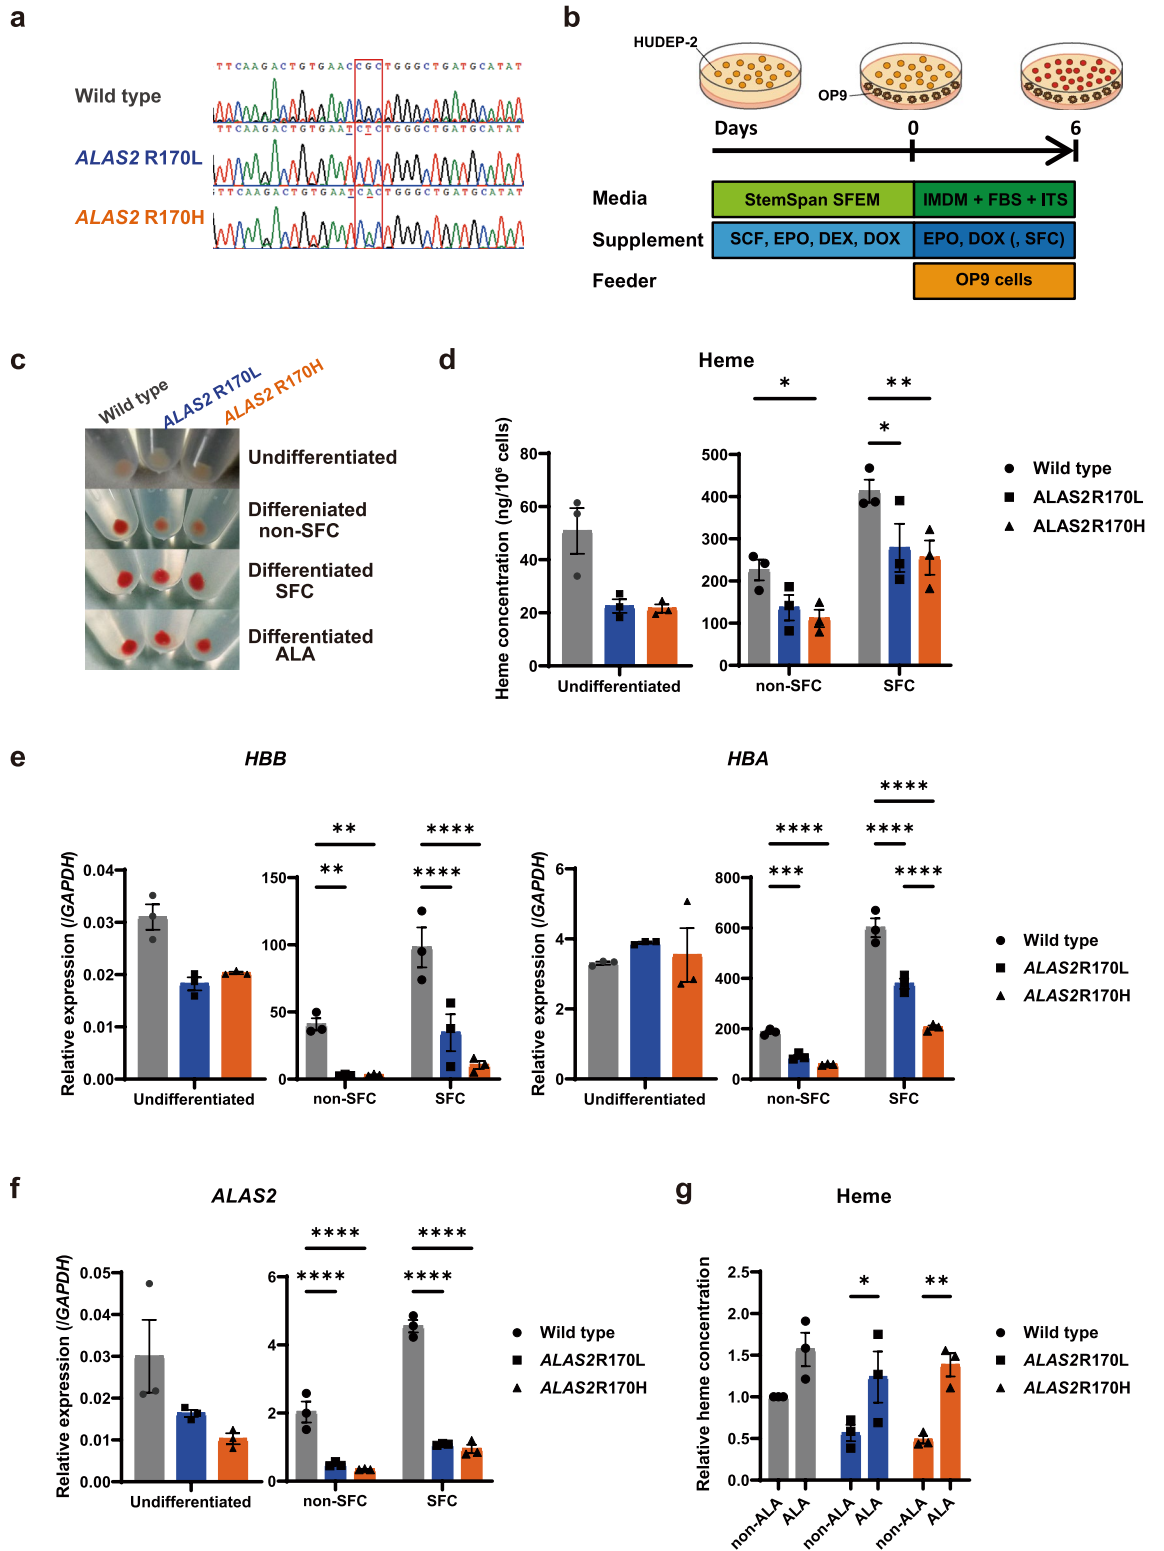 a
TTCAAGACTGTGAACCGCTGGGCTGATGCATAT
Wild type
TTCAAGACTGTGAATCTCTGGGCTGATGCATAT
ALAS2 R170L
TTCAAGACTGTGAATCACTGGGCTGATGCATAT
ALAS2 R170H
b
HUDEP-2
OP9
Days
0
6
Media
StemSpan SFEM
IMDM + FBS + ITS
Supplement
SCF, EPO, DEX, DOX
EPO, DOX (, SFC)
Feeder
OP9 cells
c
Wild type
ALAS2 R170L
ALAS2 R170H
Undifferentiated
Differeniated
non-SFC
Differentiated
SFC
Differentiated
ALA
d
Heme
Heme concentration (ng/10⁶ cells)
80
60
40
20
0
Undifferentiated
500
400
300
200
100
0
*
**
*
non-SFC
SFC
Wild type
ALAS2R170L
ALAS2R170H
e
HBB
Relative expression (/GAPDH)
0.04
0.03
0.02
0.01
0.00
Undifferentiated
150
100
50
0
**
**
****
****
non-SFC
SFC
HBA
Relative expression (/GAPDH)
6
4
2
0
Undifferentiated
800
600
400
200
0
****
***
****
****
****
non-SFC
SFC
Wild type
ALAS2R170L
ALAS2R170H
f
ALAS2
Relative expression (/GAPDH)
0.05
0.04
0.03
0.02
0.01
0.00
Undifferentiated
6
4
2
0
****
****
****
****
non-SFC
SFC
Wild type
ALAS2R170L
ALAS2R170H
g
Heme
Relative heme concentration
2.5
2.0
1.5
1.0
0.5
0.0
*
**
non-ALA
ALA
non-ALA
ALA
non-ALA
ALA
Wild type
ALAS2R170L
ALAS2R170H